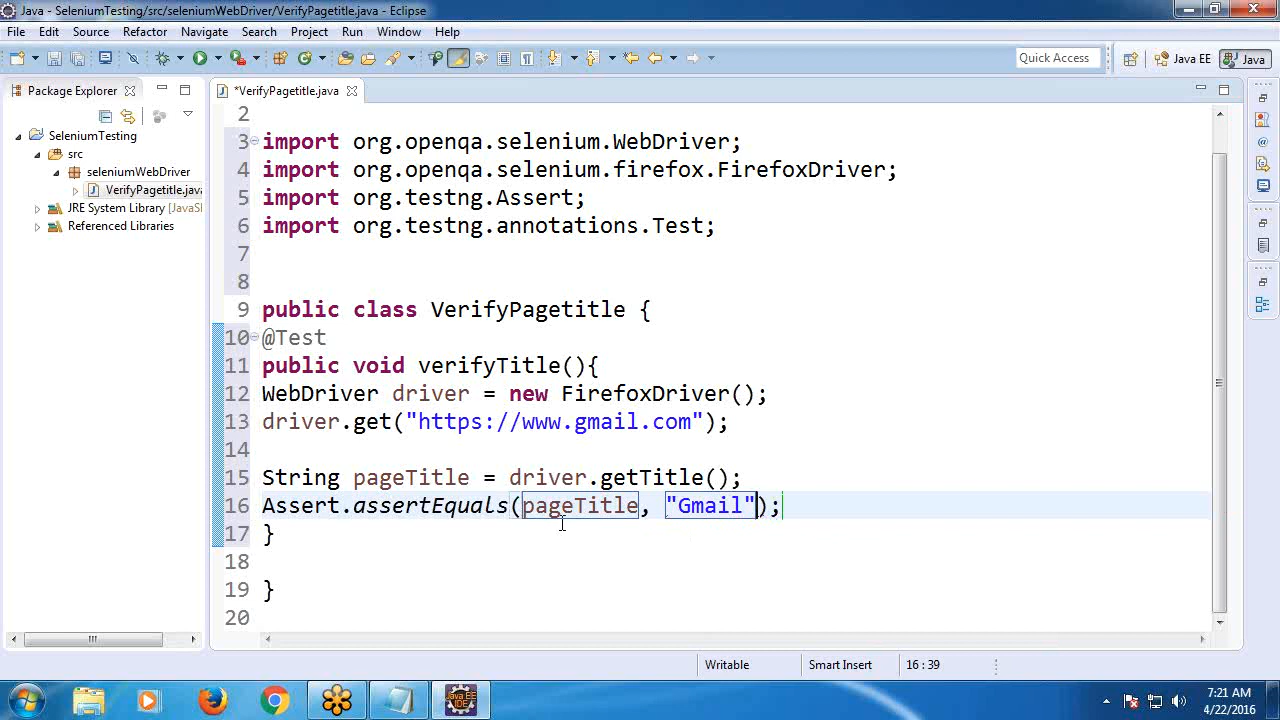 Java - SeleniumTesting/src/seleniumWebDriver/VerifyPagetitle.java - Eclipse
File Edit Source Refactor Navigate Search Project Run Window Help
Quick Access Java EE Java
Package Explorer
*VerifyPagetitle.java
SeleniumTesting
src
seleniumWebDriver
VerifyPagetitle.java
JRE System Library [JavaS
Referenced Libraries
2
3 import org.openqa.selenium.WebDriver;
4 import org.openqa.selenium.firefox.FirefoxDriver;
5 import org.testng.Assert;
6 import org.testng.annotations.Test;
7
8
9 public class VerifyPagetitle {
10 @Test
11 public void verifyTitle(){
12 WebDriver driver = new FirefoxDriver();
13 driver.get("https://www.gmail.com");
14
15 String pageTitle = driver.getTitle();
16 Assert.assertEquals(pageTitle, "Gmail");
17 }
18
19 }
20
Writable Smart Insert 16 : 39
Java EE
IDE
7:21 AM
4/22/2016